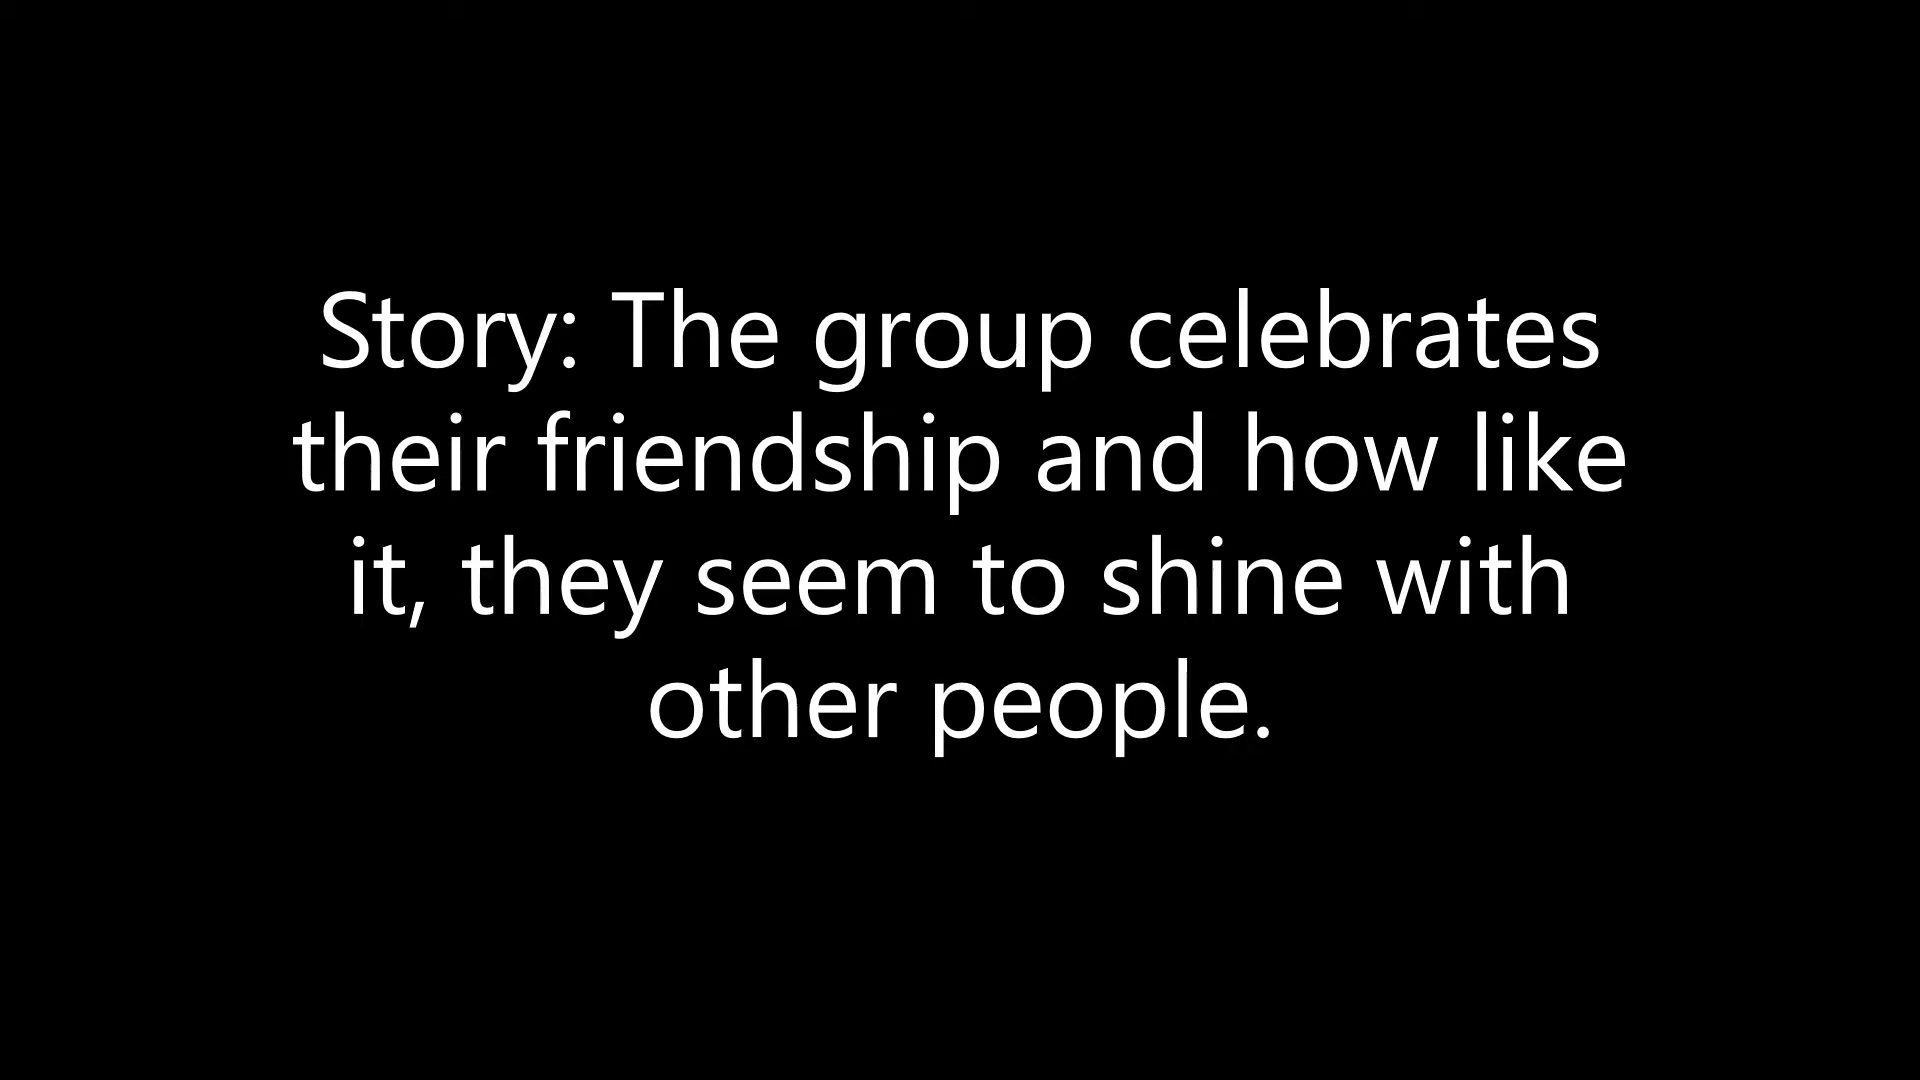 Story: The group celebrates
their friendship and how like
it, they seem to shine with
other people.